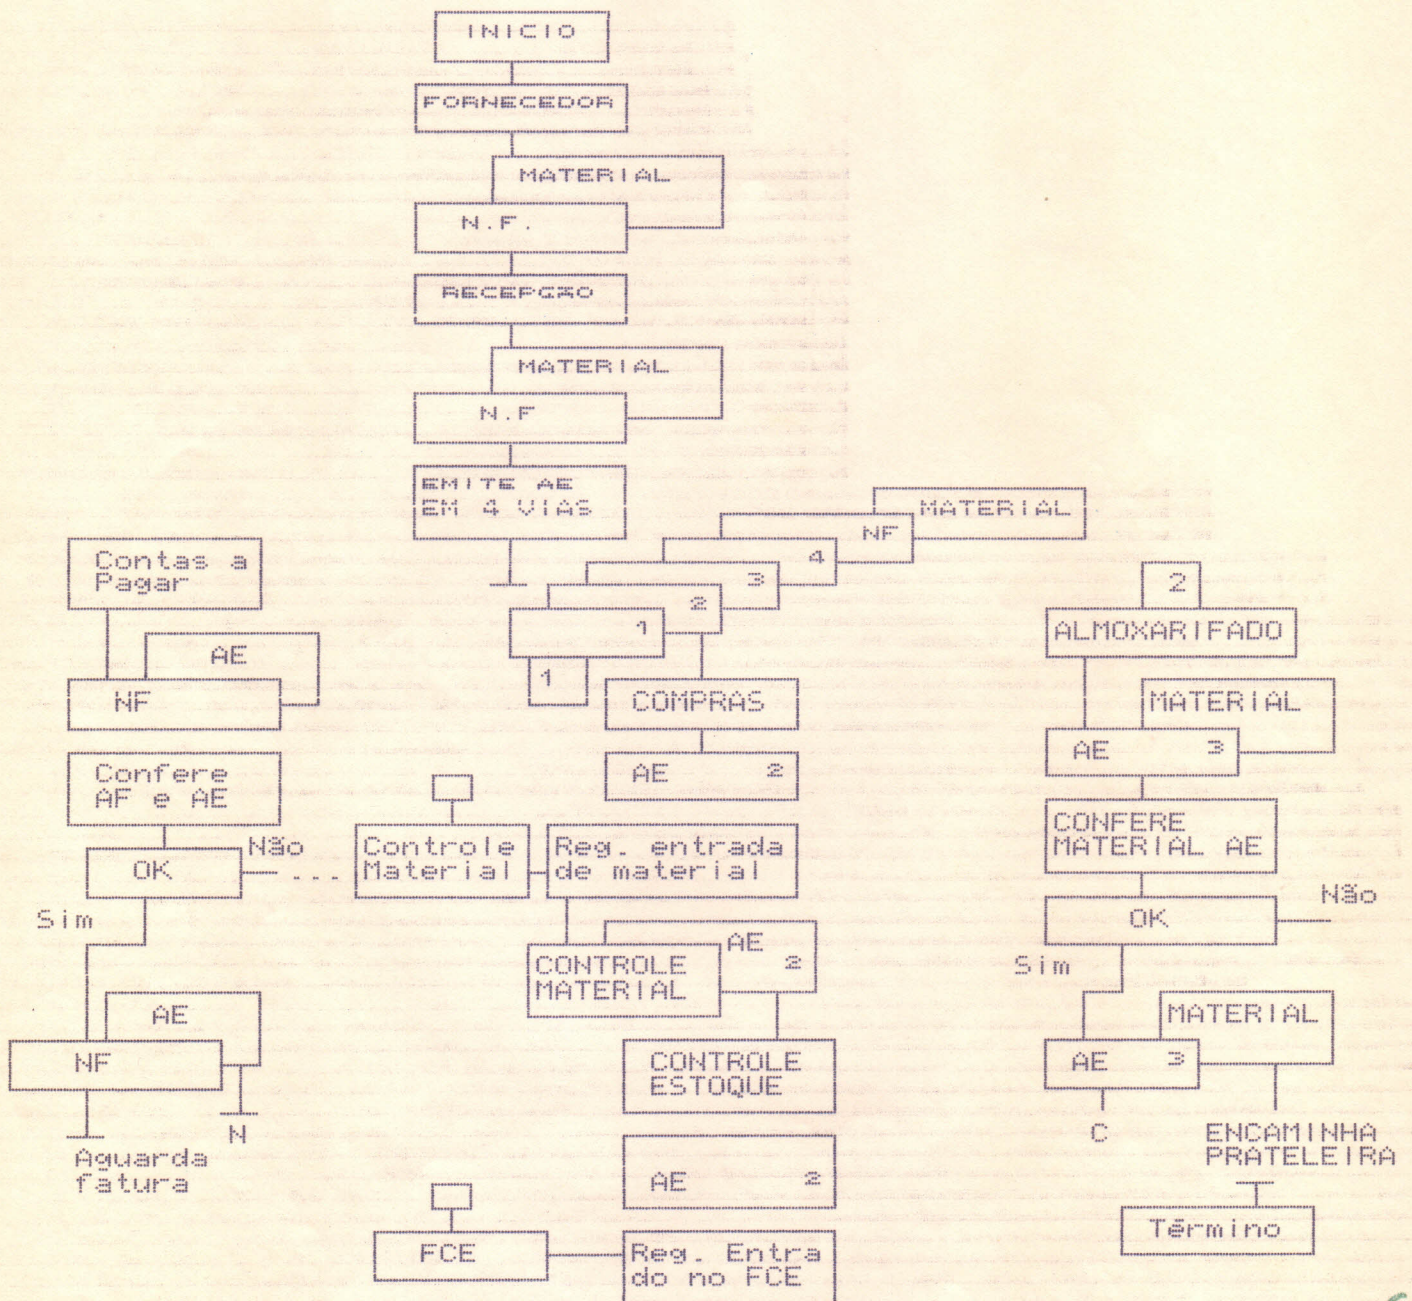 INICIO
FORNECEDOR
MATERIAL
N.F.
RECEPÇÃO
MATERIAL
N.F
EMITE AE
EM 4 VIAS
MATERIAL
NF
4
3
2
1
1
COMPRAS
AE 2
Contas a
Pagar
AE
NF
Confere
AF e AE
OK
Não
...
Sim
AE
NF
N
Aguarda
fatura
Controle
Material
Reg. entrada
de material
AE
2
CONTROLE
MATERIAL
CONTROLE
ESTOQUE
AE 2
FCE
Reg. Entra
do no FCE
2
ALMOXARIFADO
MATERIAL
AE 3
CONFERE
MATERIAL AE
OK
Não
Sim
MATERIAL
AE 3
C
ENCAMINHA
PRATELEIRA
Término